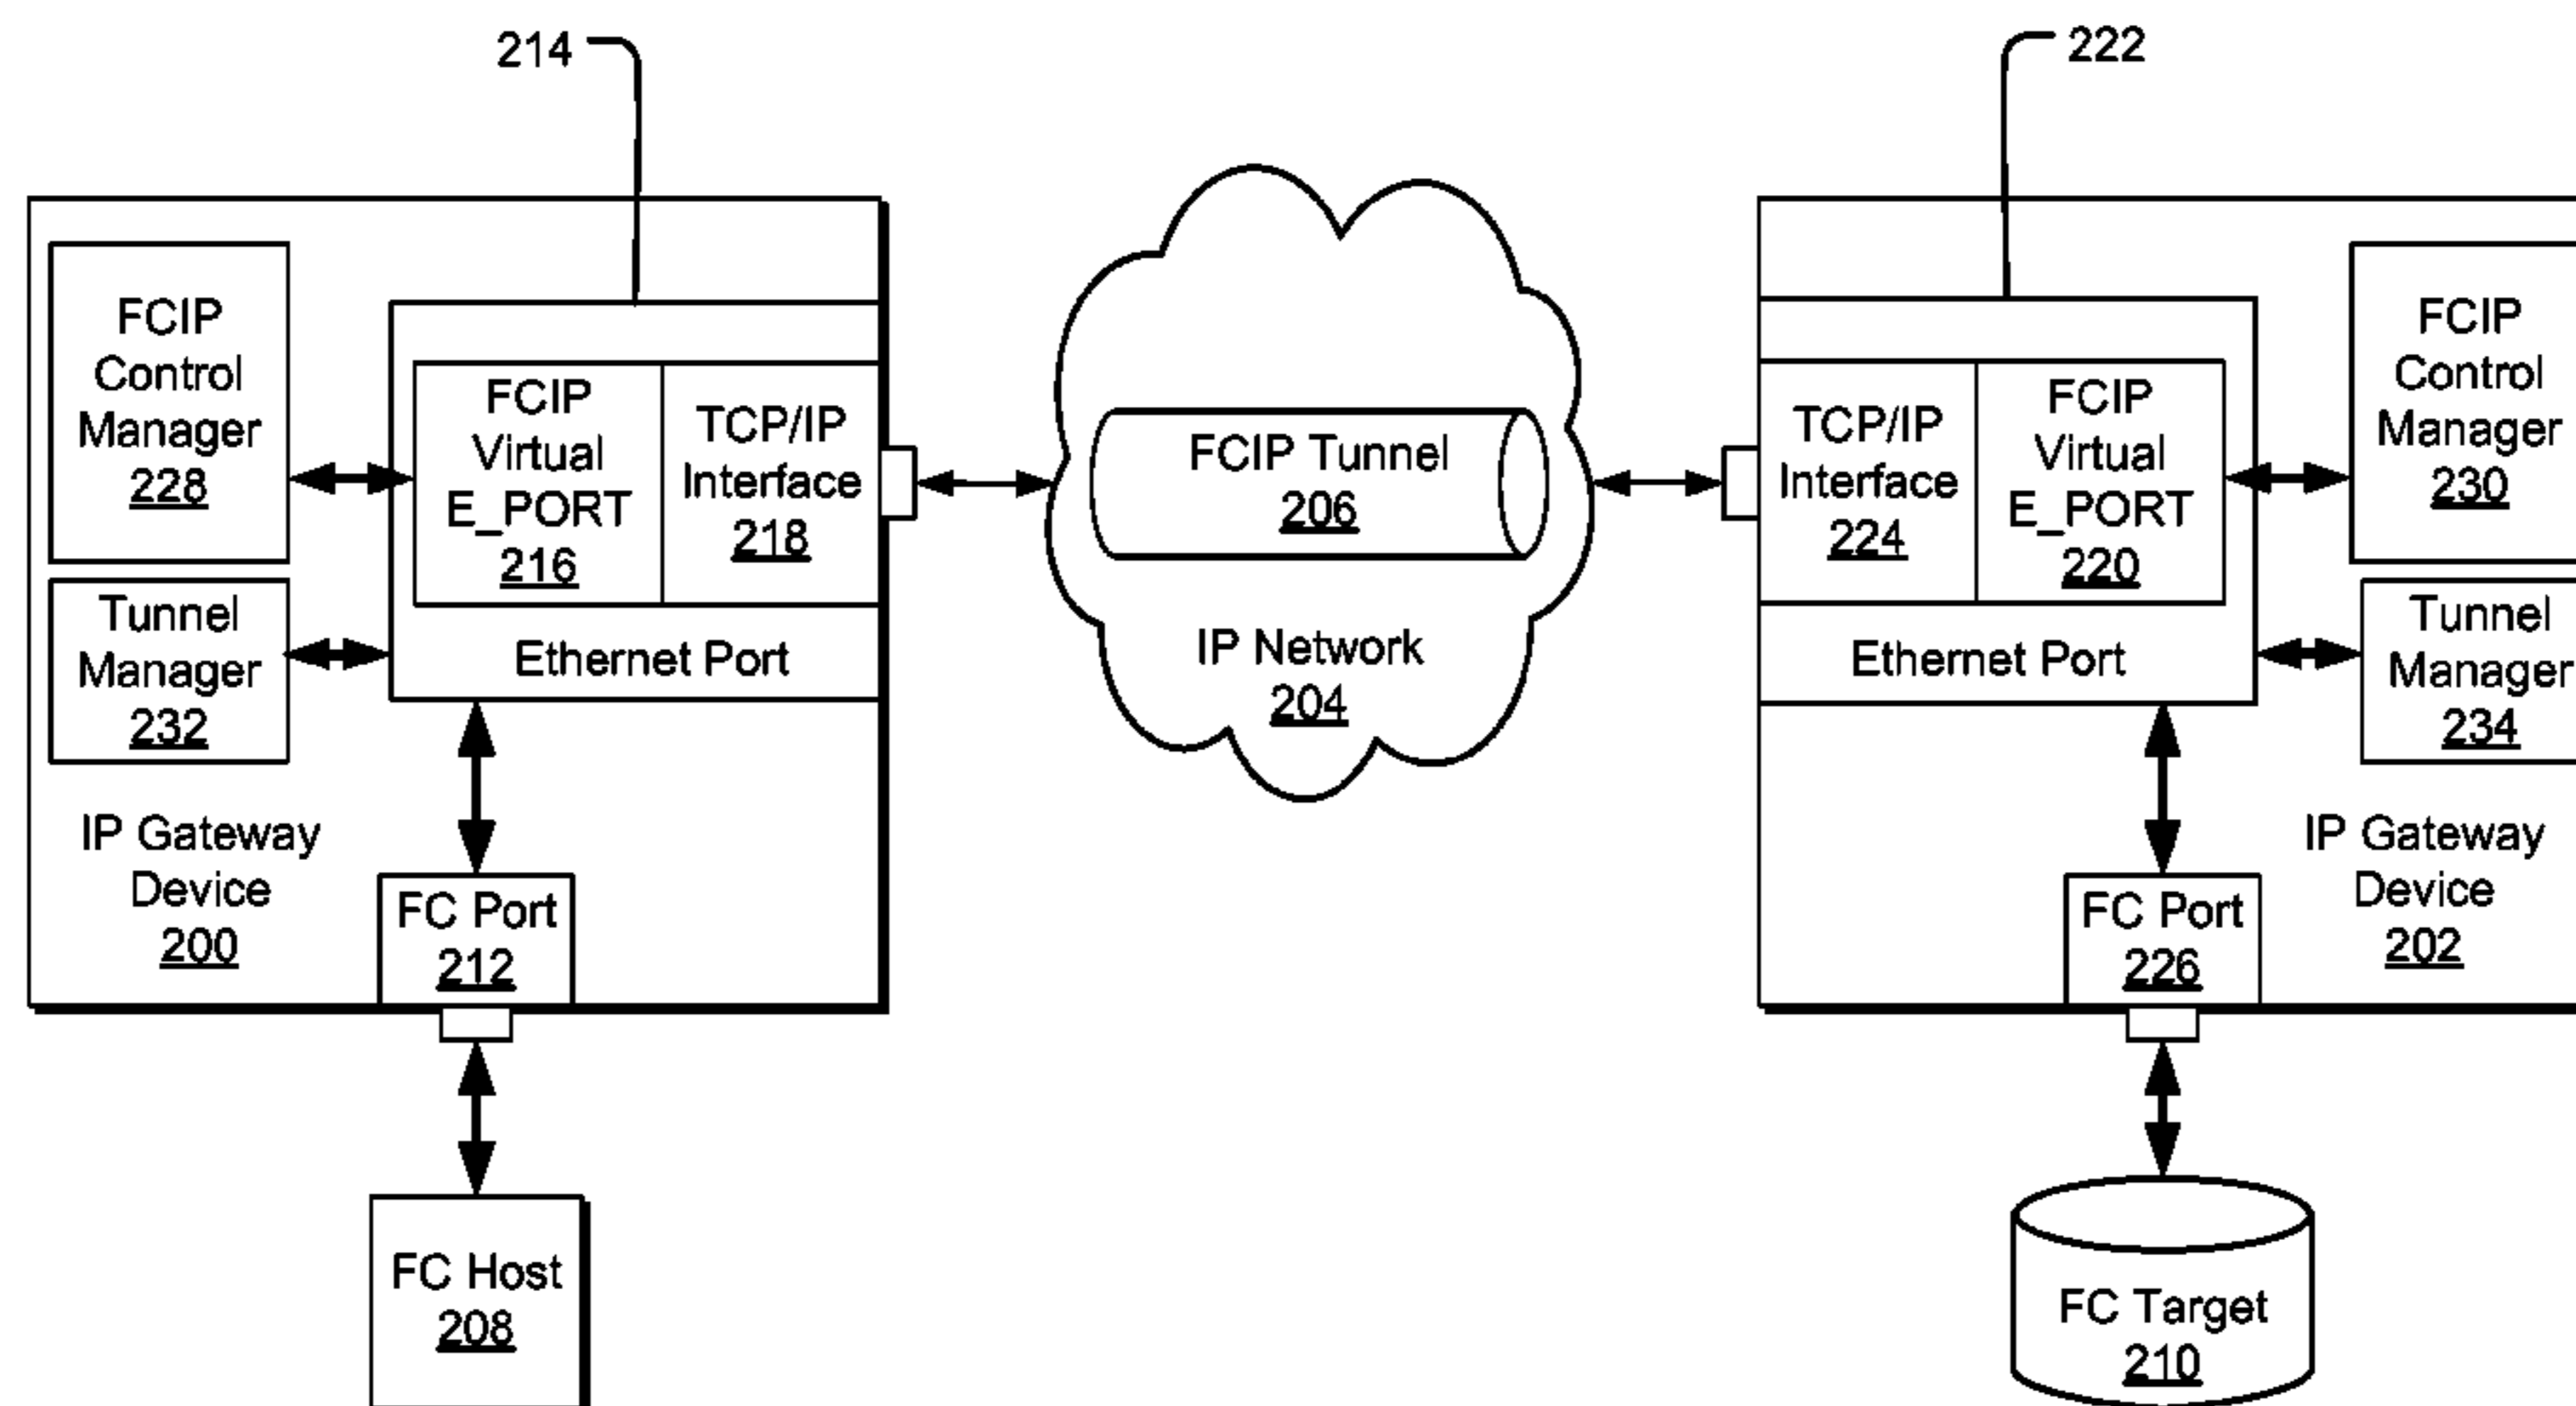 214
222
FCIP
Control
Manager
228
Tunnel
Manager
232
FCIP
Virtual
E_PORT
216
TCP/IP
Interface
218
Ethernet Port
IP Gateway
Device
200
FC Port
212
FC Host
208
FCIP Tunnel
206
IP Network
204
TCP/IP
Interface
224
FCIP
Virtual
E_PORT
220
Ethernet Port
FCIP
Control
Manager
230
Tunnel
Manager
234
IP Gateway
Device
202
FC Port
226
FC Target
210